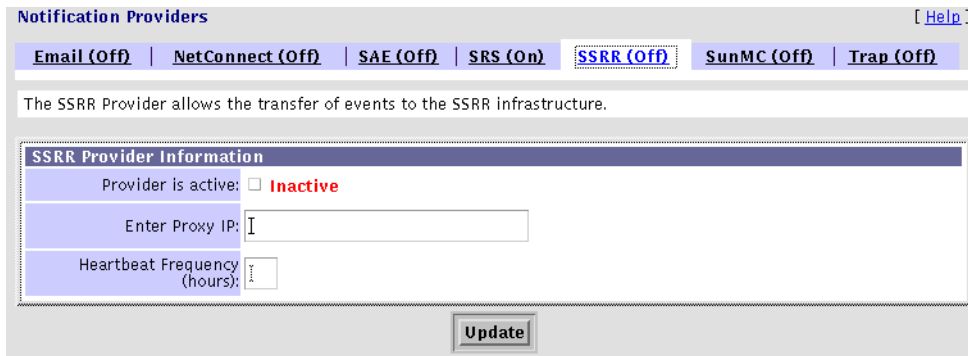 Notification Providers [ Help ]
Email (Off) | NetConnect (Off) | SAE (Off) | SRS (On) SSRR (Off) SunMC (Off) | Trap (Off)
The SSRR Provider allows the transfer of events to the SSRR infrastructure.
SSRR Provider Information
Provider is active: Inactive
Enter Proxy IP:
Heartbeat Frequency
(hours):
Update